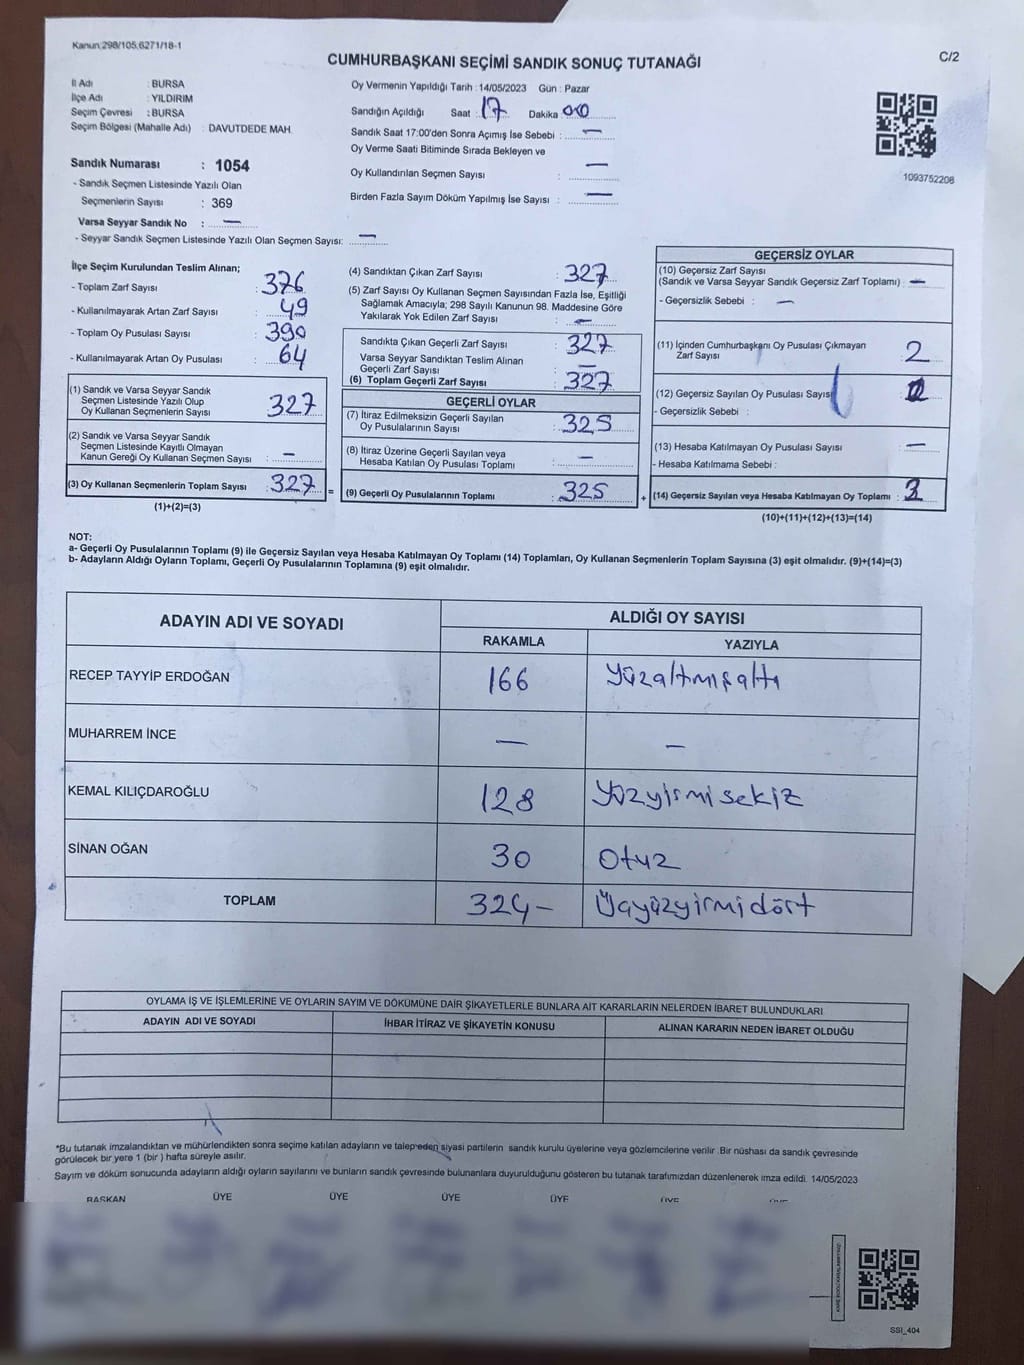 Kanun;298/105,6271/18-1
CUMHURBAŞKANI SEÇİMİ SANDIK SONUÇ TUTANAĞI
C/2
İl Adı : BURSA
İlçe Adı : YILDIRIM
Seçim Çevresi : BURSA
Seçim Bölgesi (Mahalle Adı) : DAVUTDEDE MAH.
Sandık Numarası : 1054
- Sandık Seçmen Listesinde Yazılı Olan
Seçmenlerin Sayısı : 369
Varsa Seyyar Sandık No : —
- Seyyar Sandık Seçmen Listesinde Yazılı Olan Seçmen Sayısı: —
Oy Vermenin Yapıldığı Tarih : 14/05/2023 Gün : Pazar
Sandığın Açıldığı Saat : 17 Dakika 00
Sandık Saat 17:00'den Sonra Açımış İse Sebebi : —
Oy Verme Saati Bitiminde Sırada Bekleyen ve
Oy Kullandırılan Seçmen Sayısı : —
Birden Fazla Sayım Döküm Yapılmış İse Sayısı : —
1093752208
İlçe Seçim Kurulundan Teslim Alınan;
- Toplam Zarf Sayısı : 376
- Kullanılmayarak Artan Zarf Sayısı : 49
- Toplam Oy Pusulası Sayısı : 390
- Kullanılmayarak Artan Oy Pusulası : 64
(1) Sandık ve Varsa Seyyar Sandık
Seçmen Listesinde Yazılı Olup
Oy Kullanan Seçmenlerin Sayısı : 327
(2) Sandık ve Varsa Seyyar Sandık
Seçmen Listesinde Kayıtlı Olmayan
Kanun Gereği Oy Kullanan Seçmen Sayısı : —
(3) Oy Kullanan Seçmenlerin Toplam Sayısı : 327 =
(1)+(2)=(3)
(4) Sandıktan Çıkan Zarf Sayısı : 327
(5) Zarf Sayısı Oy Kullanan Seçmen Sayısından Fazla İse, Eşitliği
Sağlamak Amacıyla; 298 Sayılı Kanunun 98. Maddesine Göre
Yakılarak Yok Edilen Zarf Sayısı : —
Sandıkta Çıkan Geçerli Zarf Sayısı : 327
Varsa Seyyar Sandıktan Teslim Alınan
Geçerli Zarf Sayısı : —
(6) Toplam Geçerli Zarf Sayısı : 327
GEÇERLİ OYLAR
(7) İtiraz Edilmeksizin Geçerli Sayılan
Oy Pusulalarının Sayısı : 325
(8) İtiraz Üzerine Geçerli Sayılan veya
Hesaba Katılan Oy Pusulası Toplamı : —
(9) Geçerli Oy Pusulalarının Toplamı : 325 +
GEÇERSİZ OYLAR
(10) Geçersiz Zarf Sayısı
(Sandık ve Varsa Seyyar Sandık Geçersiz Zarf Toplamı) : —
- Geçersizlik Sebebi : —
(11) İçinden Cumhurbaşkanı Oy Pusulası Çıkmayan
Zarf Sayısı : 2
(12) Geçersiz Sayılan Oy Pusulası Sayısı
- Geçersizlik Sebebi :
(13) Hesaba Katılmayan Oy Pusulası Sayısı : —
- Hesaba Katılmama Sebebi :
(14) Geçersiz Sayılan veya Hesaba Katılmayan Oy Toplamı :
(10)+(11)+(12)+(13)=(14)
NOT:
a- Geçerli Oy Pusulalarının Toplamı (9) ile Geçersiz Sayılan veya Hesaba Katılmayan Oy Toplamı (14) Toplamları, Oy Kullanan Seçmenlerin Toplam Sayısına (3) eşit olmalıdır. (9)+(14)=(3)
b- Adayların Aldığı Oyların Toplamı, Geçerli Oy Pusulalarının Toplamına (9) eşit olmalıdır.
ADAYIN ADI VE SOYADI
ALDIĞI OY SAYISI
RAKAMLA YAZIYLA
RECEP TAYYİP ERDOĞAN 166 Yüzaltmışaltı
MUHARREM İNCE — —
KEMAL KILIÇDAROĞLU 128 Yüzyirmisekiz
SİNAN OĞAN 30 Otuz
TOPLAM 324- Üçyüzyirmidört
OYLAMA İŞ VE İŞLEMLERİNE VE OYLARIN SAYIM VE DÖKÜMÜNE DAİR ŞİKAYETLERLE BUNLARA AİT KARARLARIN NELERDEN İBARET BULUNDUKLARI
ADAYIN ADI VE SOYADI İHBAR İTİRAZ VE ŞİKAYETİN KONUSU ALINAN KARARIN NEDEN İBARET OLDUĞU
*Bu tutanak imzalandıktan ve mühürlendikten sonra seçime katılan adayların ve talep eden siyasi partilerin sandık kurulu üyelerine veya gözlemcilerine verilir .Bir nüshası da sandık çevresinde
görülecek bir yere 1 (bir ) hafta süreyle asılır.
Sayım ve döküm sonucunda adayların aldığı oyların sayılarını ve bunların sandık çevresinde bulunanlara duyurulduğunu gösteren bu tutanak tarafımızdan düzenlenerek imza edildi. 14/05/2023
BAŞKAN ÜYE ÜYE ÜYE ÜYE ÜYE ÜYE
SSI_404